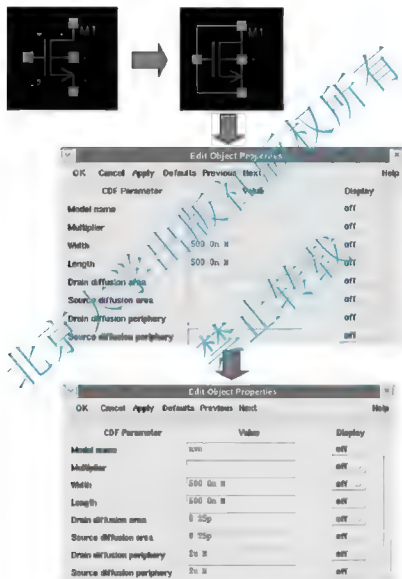 M1
M1
Edit Object Properties
OK Cancel Apply Defaults Previous Next Help
CDF Parameter Value Display
Model name off
Multiplier off
Width 500 0n M off
Length 500 0n M off
Drain diffusion area off
Source diffusion area off
Drain diffusion periphery off
Source diffusion periphery off
Edit Object Properties
OK Cancel Apply Defaults Previous Next Help
CDF Parameter Value Display
Model name off
Multiplier off
Width 500 0n M off
Length 500 0n M off
Drain diffusion area 0 25p off
Source diffusion area 0 25p off
Drain diffusion periphery 2u M off
Source diffusion periphery 2u M off
北京大学出版社版权所有
禁止转载